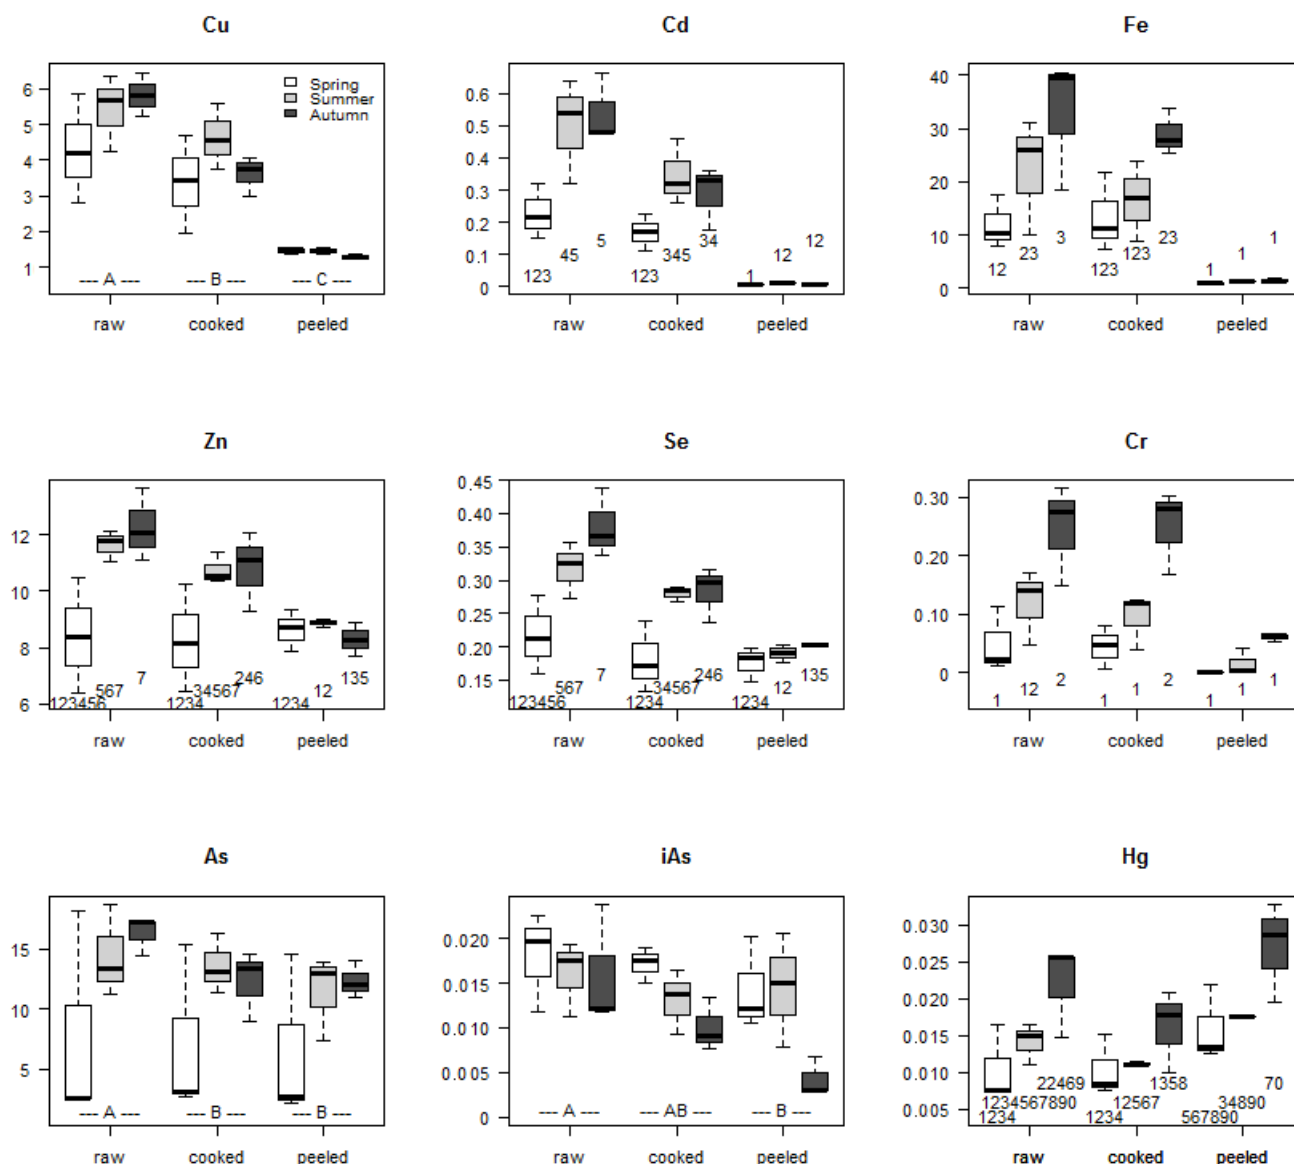 Cu
6
5
4
3
2
1
Spring
Summer
Autumn
--- A ---
--- B ---
--- C ---
raw
cooked
peeled
Cd
0.6
0.5
0.4
0.3
0.2
0.1
0
123
45
5
123
345
34
1
12
12
raw
cooked
peeled
Fe
40
30
20
10
0
12
23
3
123
123
23
1
1
1
raw
cooked
peeled
Zn
12
10
8
6
123456
567
7
1234
34567
246
1234
12
135
raw
cooked
peeled
Se
0.45
0.40
0.35
0.30
0.25
0.20
0.15
123456
567
7
1234
34567
246
1234
12
135
raw
cooked
peeled
Cr
0.30
0.20
0.10
0
1
12
2
1
1
2
1
1
1
raw
cooked
peeled
As
15
10
5
--- A ---
--- B ---
--- B ---
raw
cooked
peeled
iAs
0.020
0.015
0.010
0.005
0
--- A ---
--- AB ---
--- B ---
raw
cooked
peeled
Hg
0.030
0.025
0.020
0.015
0.010
0.005
1234
1234567890
22469
1234
12567
1358
567890
34890
70
raw
cooked
peeled